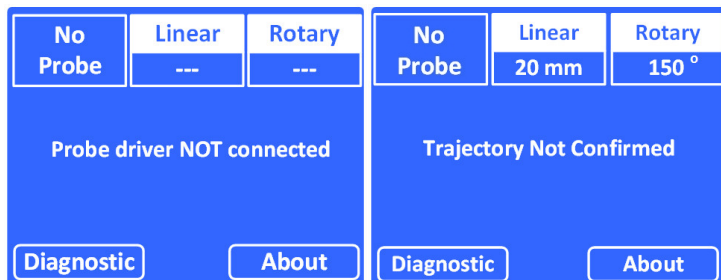 No Probe
Linear
Rotary
---
---
Probe driver NOT connected
Diagnostic
About
No Probe
Linear
Rotary
20 mm
150 °
Trajectory Not Confirmed
Diagnostic
About